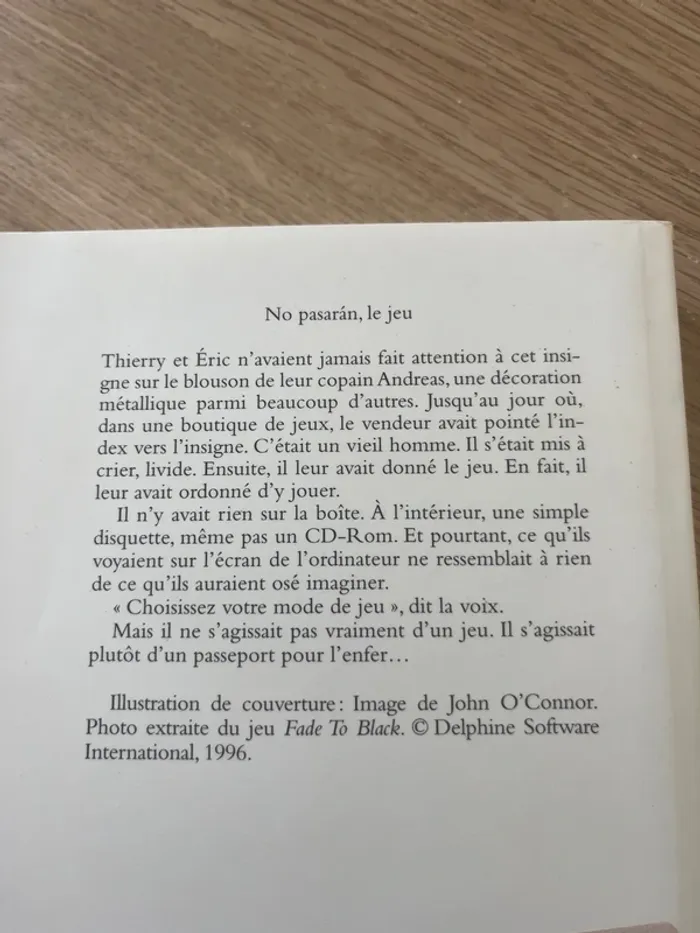 No pasarán, le jeu
Thierry et Éric n'avaient jamais fait attention à cet insi-
gne sur le blouson de leur copain Andreas, une décoration
métallique parmi beaucoup d'autres. Jusqu'au jour où,
dans une boutique de jeux, le vendeur avait pointé l'in-
dex vers l'insigne. C'était un vieil homme. Il s'était mis à
crier, livide. Ensuite, il leur avait donné le jeu. En fait, il
leur avait ordonné d'y jouer.
Il n'y avait rien sur la boîte. À l'intérieur, une simple
disquette, même pas un CD-Rom. Et pourtant, ce qu'ils
voyaient sur l'écran de l'ordinateur ne ressemblait à rien
de ce qu'ils auraient osé imaginer.
« Choisissez votre mode de jeu », dit la voix.
Mais il ne s'agissait pas vraiment d'un jeu. Il s'agissait
plutôt d'un passeport pour l'enfer…
Illustration de couverture : Image de John O'Connor.
Photo extraite du jeu Fade To Black. © Delphine Software
International, 1996.